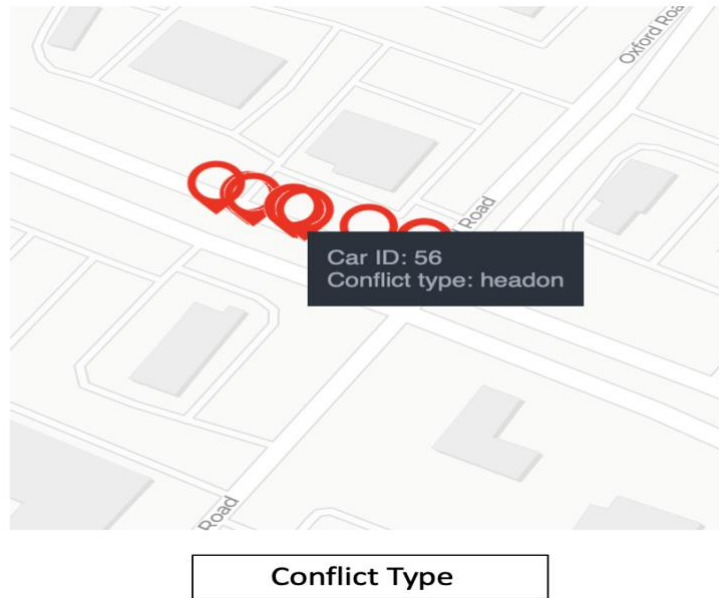 Oxford Road
Road
Car ID: 56
Conflict type: headon
Road
Conflict Type